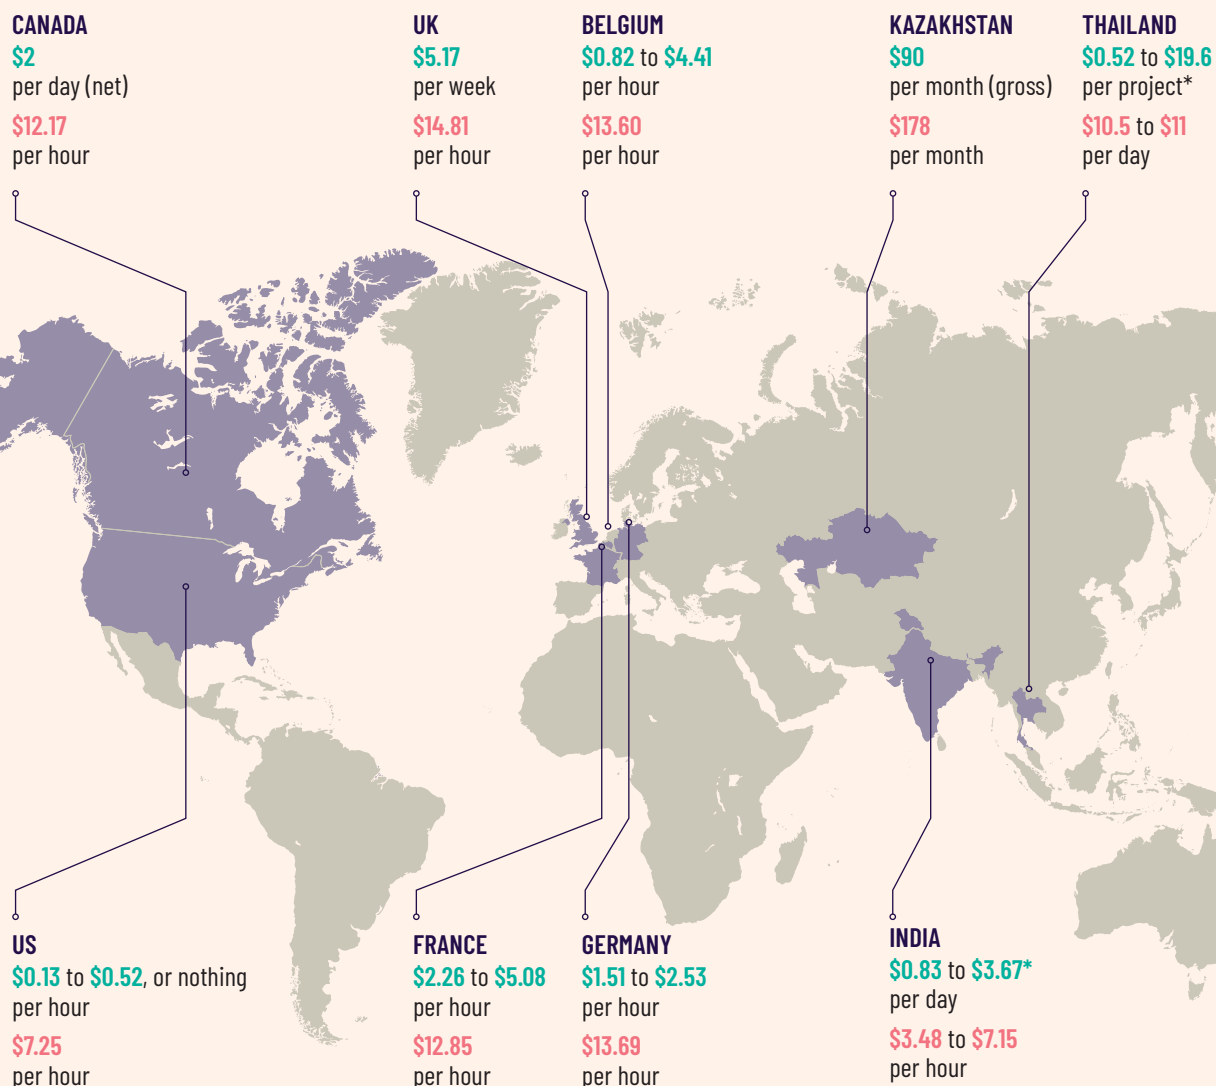 CANADA
$2
per day (net)
$12.17
per hour
UK
$5.17
per week
$14.81
per hour
BELGIUM
$0.82 to $4.41
per hour
$13.60
per hour
KAZAKHSTAN
$90
per month (gross)
$178
per month
THAILAND
$0.52 to $19.6
per project*
$10.5 to $11
per day
US
$0.13 to $0.52, or nothing
per hour
$7.25
per hour
FRANCE
$2.26 to $5.08
per hour
$12.85
per hour
GERMANY
$1.51 to $2.53
per hour
$13.69
per hour
INDIA
$0.83 to $3.67*
per day
$3.48 to $7.15
per hour